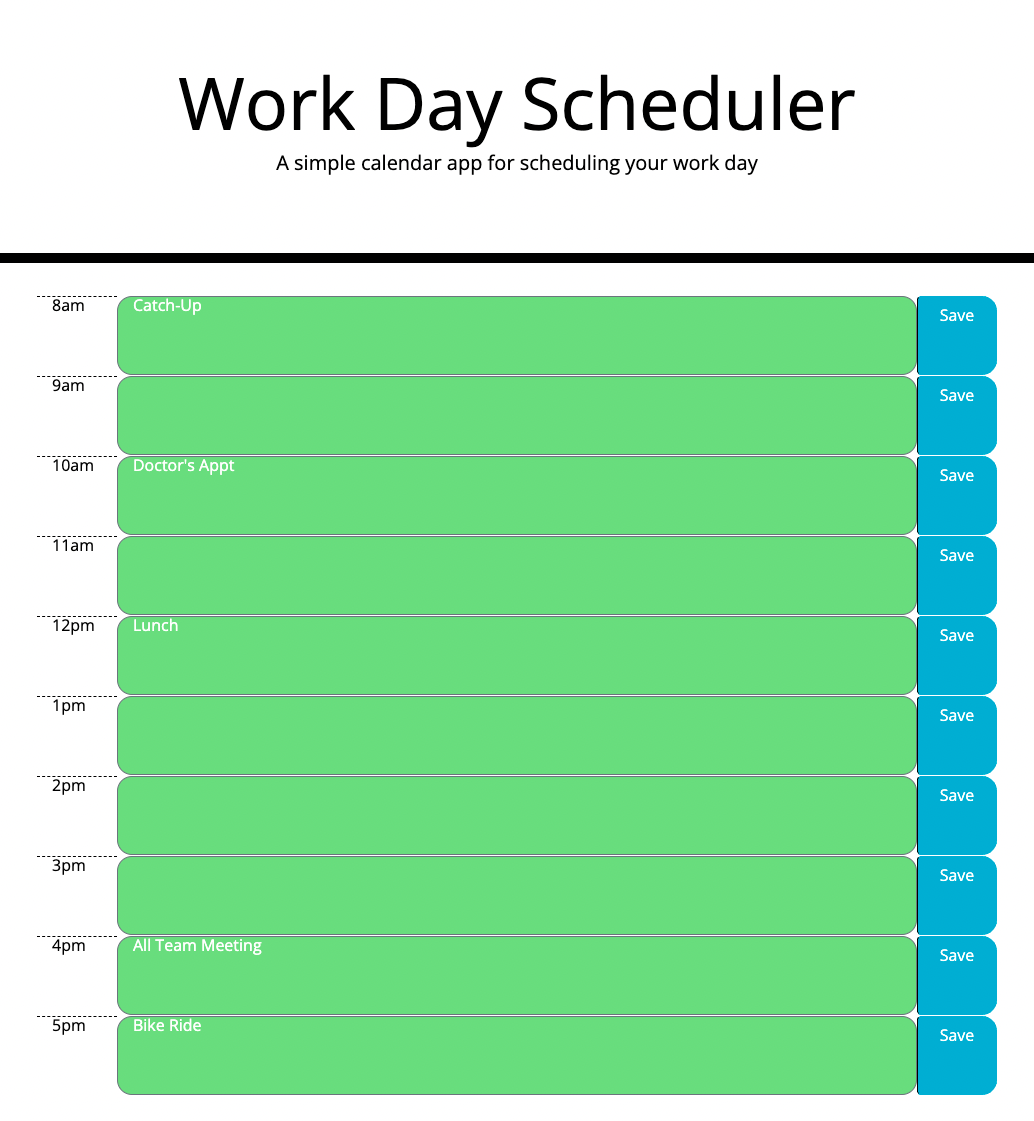 Work Day Scheduler
A simple calendar app for scheduling your work day
8am Catch-Up Save
9am Save
10am Doctor's Appt Save
11am Save
12pm Lunch Save
1pm Save
2pm Save
3pm Save
4pm All Team Meeting Save
5pm Bike Ride Save